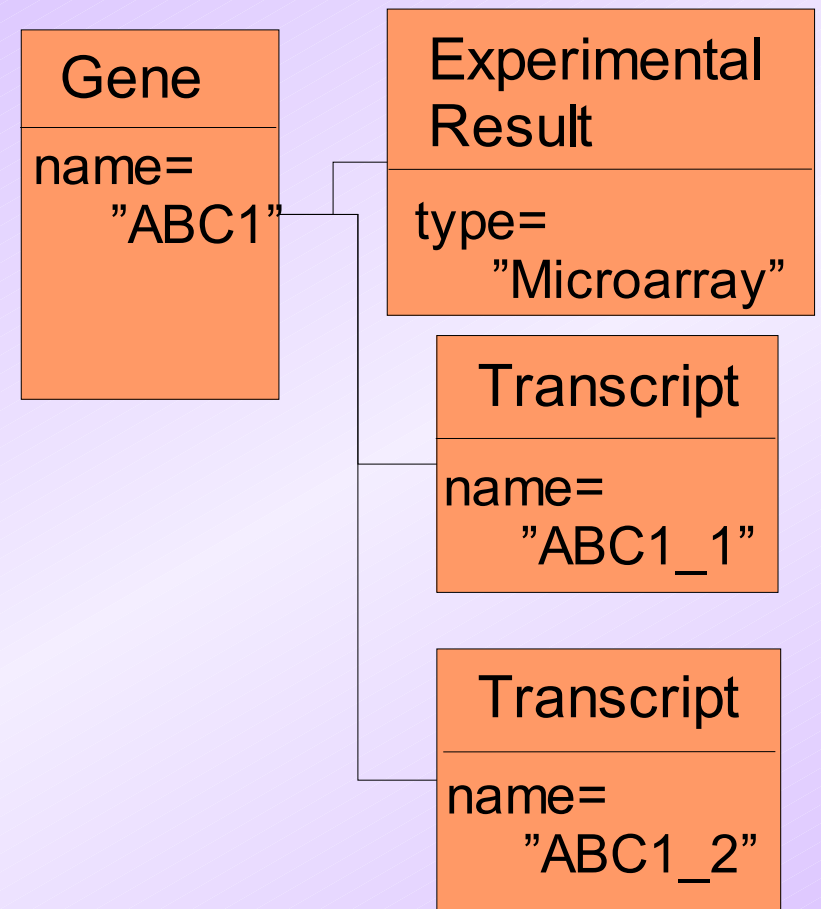 Gene
name=
”ABC1”
Experimental
Result
type=
”Microarray”
Transcript
name=
”ABC1_1”
Transcript
name=
”ABC1_2”